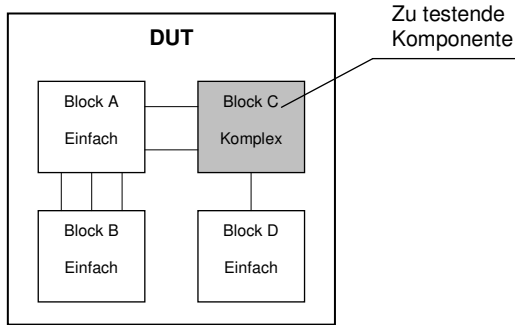 Zu testende
Komponente
DUT
Block A
Einfach
Block C
Komplex
Block B
Einfach
Block D
Einfach